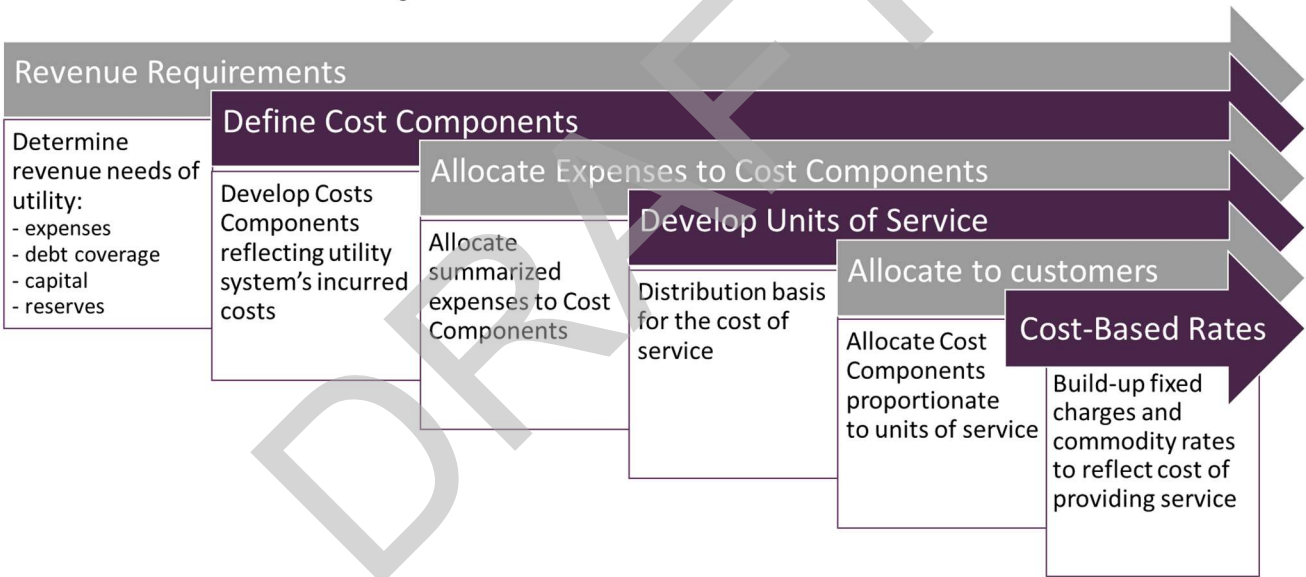 Revenue Requirements
Determine
revenue needs of
utility:
- expenses
- debt coverage
- capital
- reserves
Define Cost Components
Develop Costs
Components
reflecting utility
system's incurred
costs
Allocate Expenses to Cost Components
Allocate
summarized
expenses to Cost
Components
Develop Units of Service
Distribution basis
for the cost of
service
Allocate to customers
Allocate Cost
Components
proportionate
to units of service
Cost-Based Rates
Build-up fixed
charges and
commodity rates
to reflect cost of
providing service
DRAFT